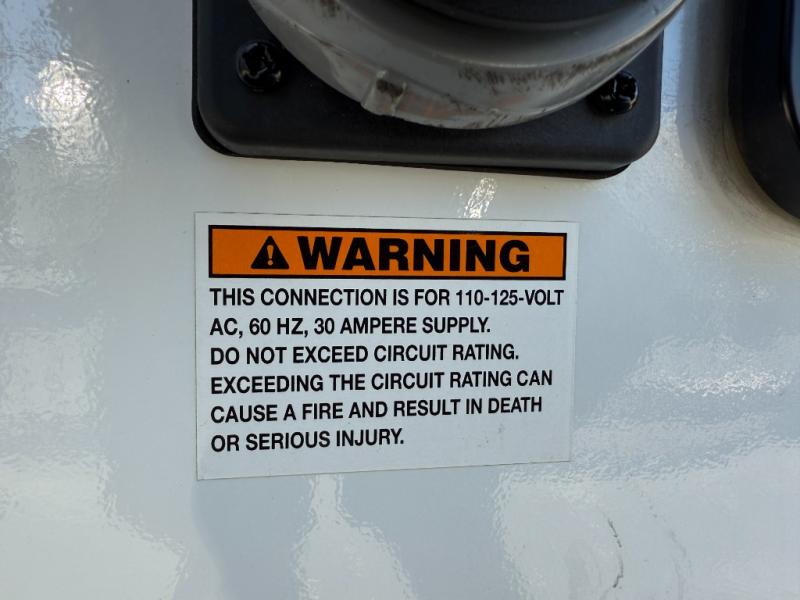 WARNING
THIS CONNECTION IS FOR 110-125-VOLT
AC, 60 HZ, 30 AMPERE SUPPLY.
DO NOT EXCEED CIRCUIT RATING.
EXCEEDING THE CIRCUIT RATING CAN
CAUSE A FIRE AND RESULT IN DEATH
OR SERIOUS INJURY.